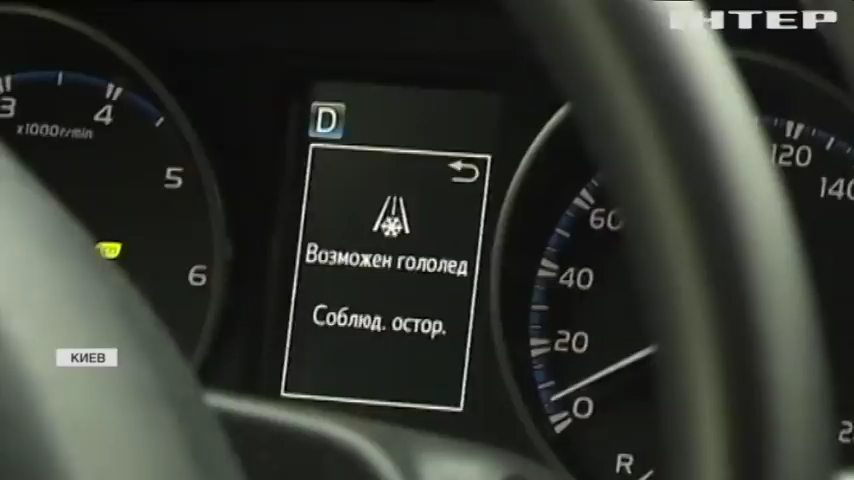 ІНТЕР
D
3
4
x1000r/min
5
6
Возможен гололед
Соблюд. остор.
120
140
60
40
20
0
R
КИЕВ